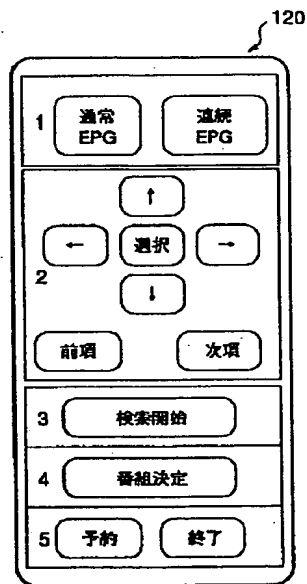 120
1 通常 連続
EPG EPG
↑
← 選択 →
2
↓
前項 次項
3 検索開始
4 番組決定
5 予約 終了